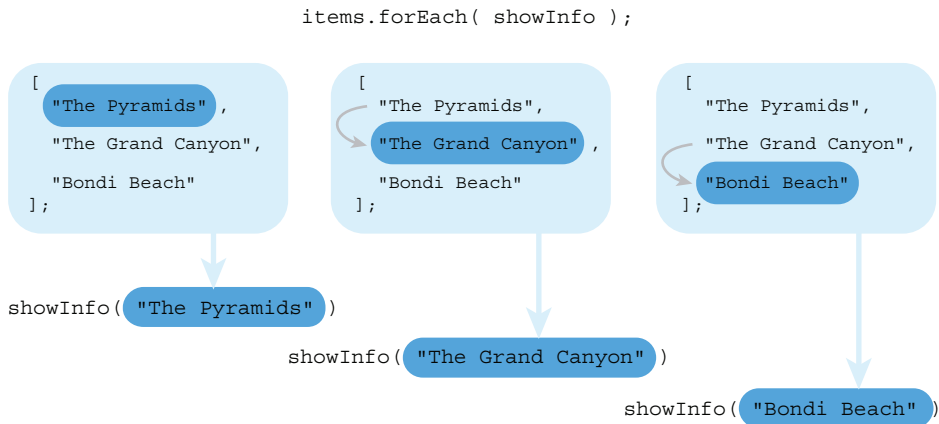 items.forEach( showInfo );
[
"The Pyramids" ,
"The Grand Canyon",
"Bondi Beach"
];
[
"The Pyramids",
"The Grand Canyon" ,
"Bondi Beach"
];
[
"The Pyramids",
"The Grand Canyon",
"Bondi Beach"
];
showInfo( "The Pyramids" )
showInfo( "The Grand Canyon" )
showInfo( "Bondi Beach" )